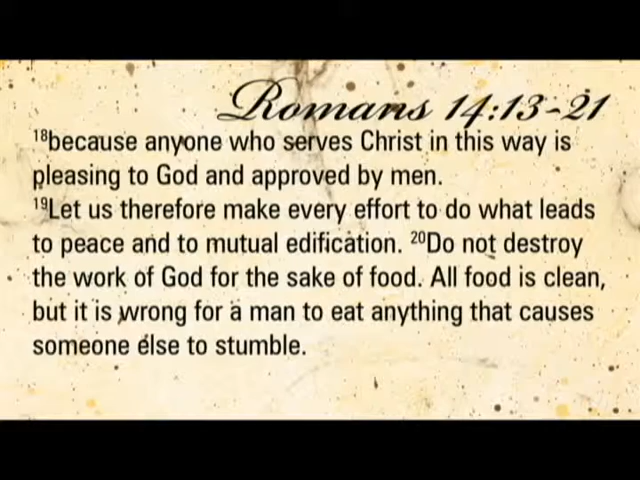 Romans 14:13-21
18because anyone who serves Christ in this way is
pleasing to God and approved by men.
19Let us therefore make every effort to do what leads
to peace and to mutual edification. 20Do not destroy
the work of God for the sake of food. All food is clean,
but it is wrong for a man to eat anything that causes
someone else to stumble.